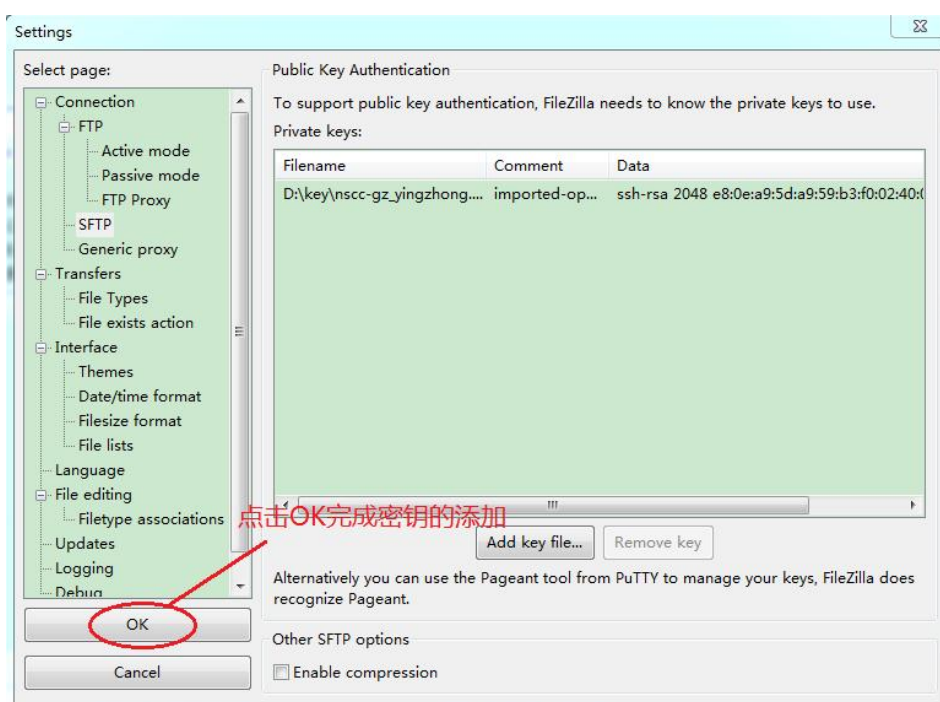 Settings
Select page:
Connection
FTP
Active mode
Passive mode
FTP Proxy
SFTP
Generic proxy
Transfers
File Types
File exists action
Interface
Themes
Date/time format
Filesize format
File lists
Language
File editing
Filetype associations
Updates
Logging
Debug
OK
Cancel
Public Key Authentication
To support public key authentication, FileZilla needs to know the private keys to use.
Private keys:
Filename Comment Data
D:\key\nscc-gz_yingzhong.... imported-op... ssh-rsa 2048 e8:0e:a9:5d:a9:59:b3:f0:02:40:
点击OK完成密钥的添加
Add key file... Remove key
Alternatively you can use the Pageant tool from PuTTY to manage your keys, FileZilla does
recognize Pageant.
Other SFTP options
Enable compression